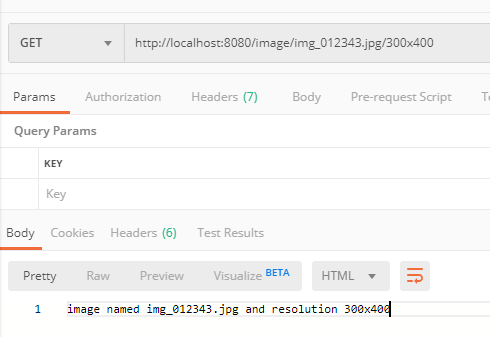 GET http://localhost:8080/image/img_012343.jpg/300x400
Params Authorization Headers (7) Body Pre-request Script
Query Params
KEY
Key
Body Cookies Headers (6) Test Results
Pretty Raw Preview Visualize BETA HTML
1 image named img_012343.jpg and resolution 300x400